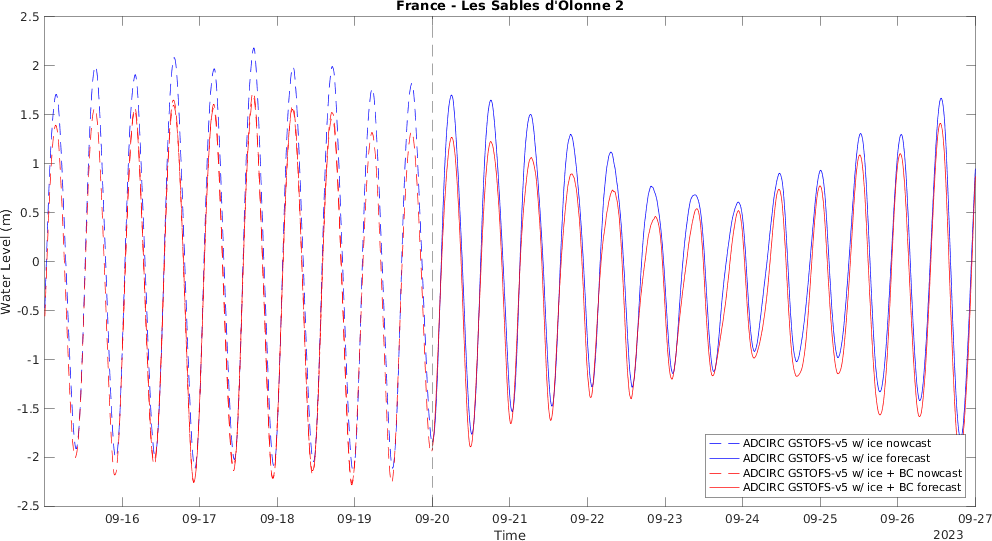 France - Les Sables d'Olonne 2
2.5
2
1.5
1
0.5
0
-0.5
-1
-1.5
-2
-2.5
Water Level (m)
ADCIRC GSTOFS-v5 w/ ice nowcast
ADCIRC GSTOFS-v5 w/ ice forecast
ADCIRC GSTOFS-v5 w/ ice + BC nowcast
ADCIRC GSTOFS-v5 w/ ice + BC forecast
09-16 09-17 09-18 09-19 09-20 09-21 09-22 09-23 09-24 09-25 09-26 09-27
Time
2023